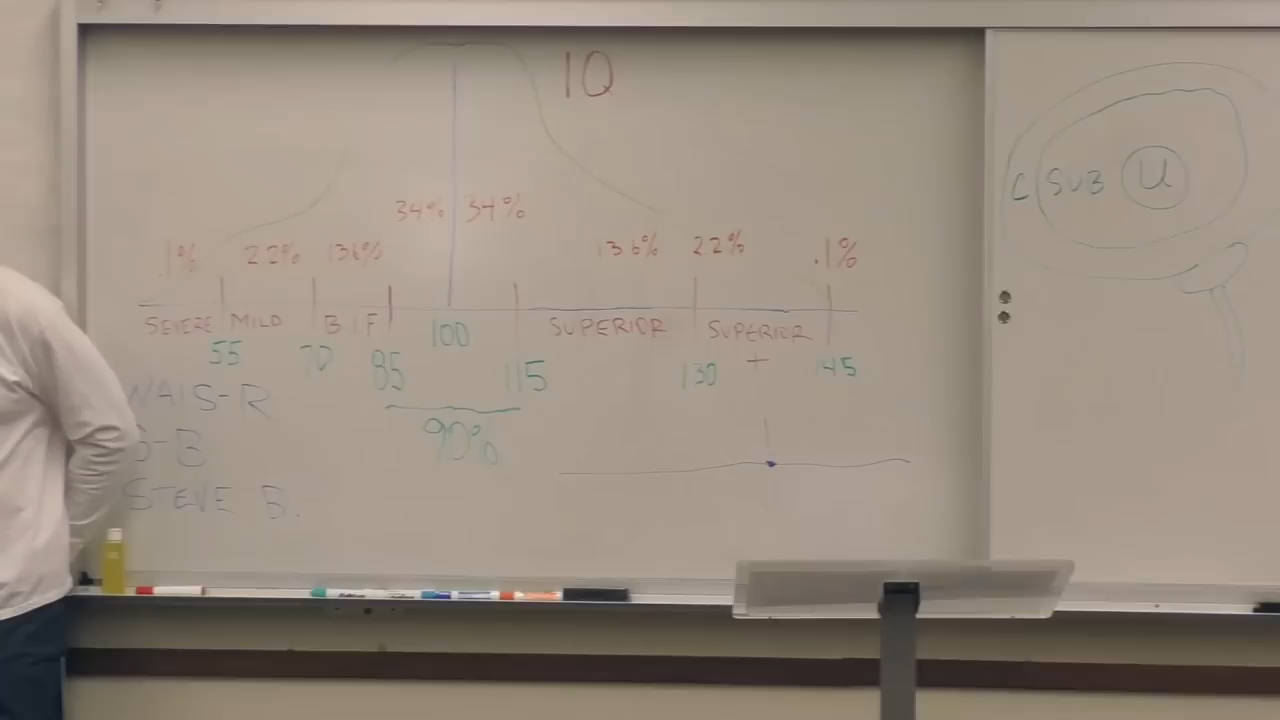 IQ
34% 34%
.1% 2.2% 13.6% 13.6% 2.2% .1%
SEVERE MILD B I F 100 SUPERIOR SUPERIOR
+
55 70 85 115 130 145
WAIS-R
90%
S-B
STEVE B.
C SUB U